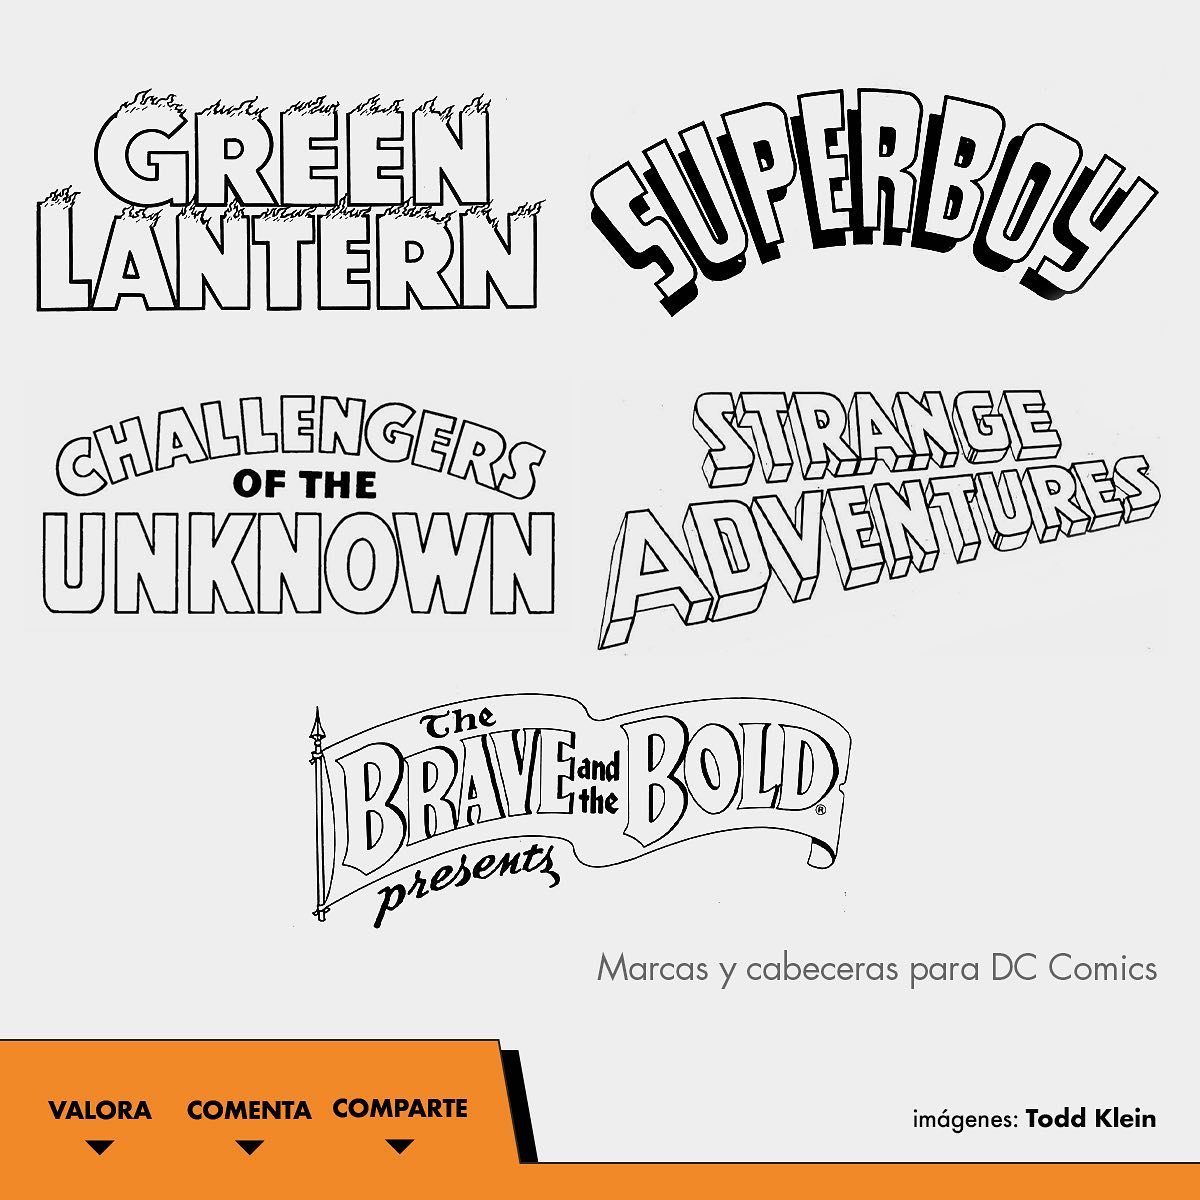 GREEN
LANTERN
SUPERBOY
CHALLENGERS
OF THE
UNKNOWN
STRANGE
ADVENTURES
The
BRAVE and the BOLD®
presents
Marcas y cabeceras para DC Comics
VALORA COMENTA COMPARTE
imágenes: Todd Klein